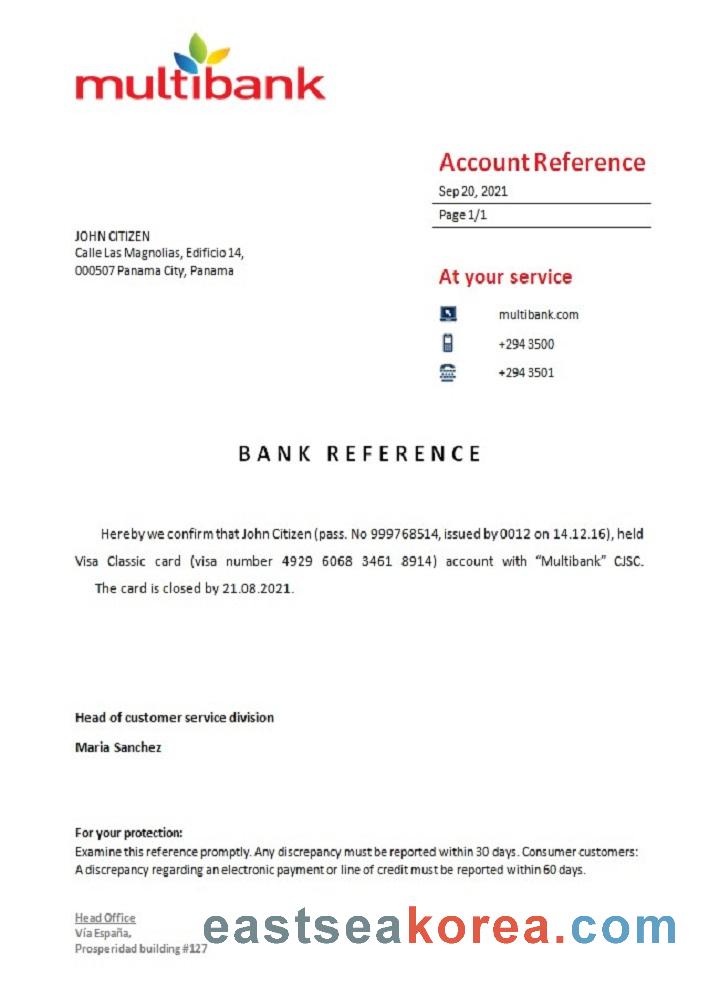 multibank
Account Reference
Sep 20, 2021
Page 1/1
JOHN CITIZEN
Calle Las Magnolias, Edificio 14,
000507 Panama City, Panama
At your service
multibank.com
+294 3500
+294 3501
BANK REFERENCE
Hereby we confirm that John Citizen (pass. No 999768514, issued by 0012 on 14.12.16), held
Visa Classic card (visa number 4929 6068 3461 8914) account with “Multibank” CJSC.
The card is closed by 21.08.2021.
Head of customer service division
Maria Sanchez
For your protection:
Examine this reference promptly. Any discrepancy must be reported within 30 days. Consumer customers:
A discrepancy regarding an electronic payment or line of credit must be reported within 60 days.
Head Office
Vía España,
Prosperidad building #127
eastseakorea.com